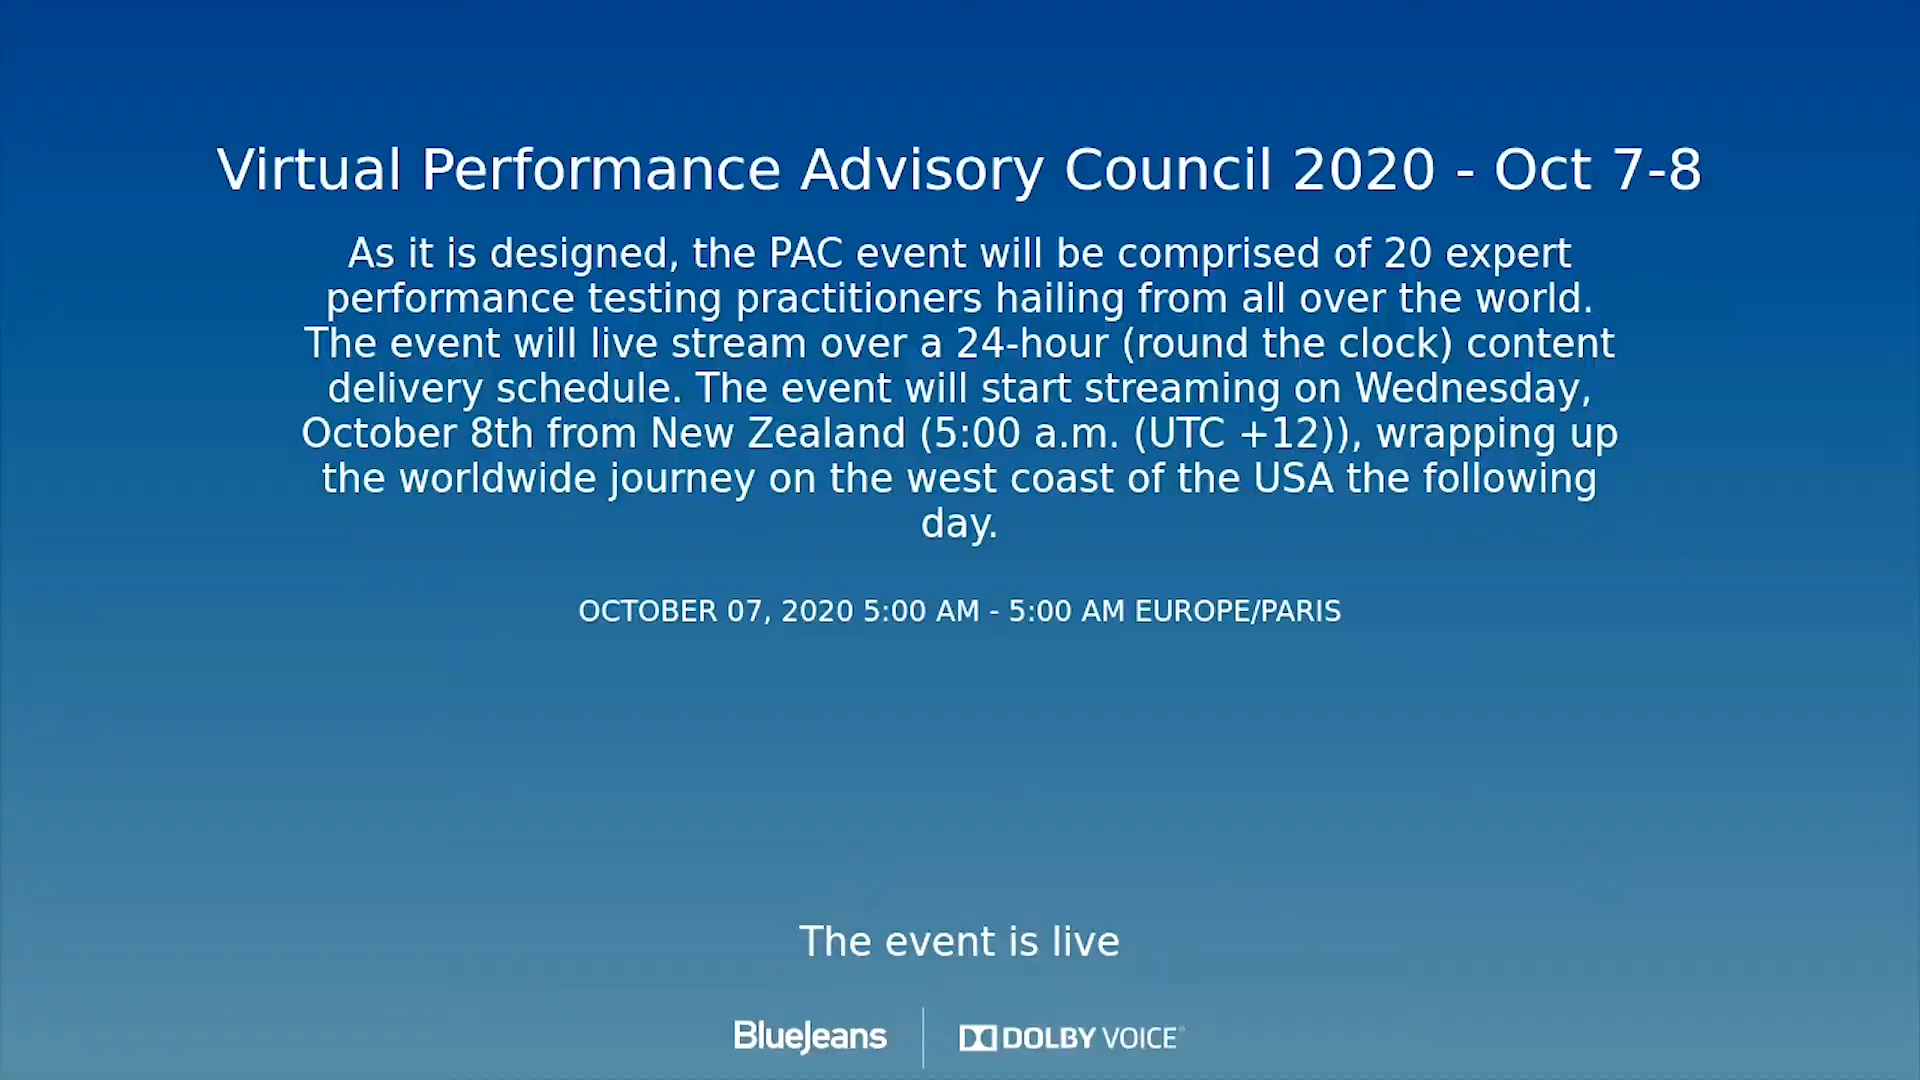 Virtual Performance Advisory Council 2020 - Oct 7-8
As it is designed, the PAC event will be comprised of 20 expert
performance testing practitioners hailing from all over the world.
The event will live stream over a 24-hour (round the clock) content
delivery schedule. The event will start streaming on Wednesday,
October 8th from New Zealand (5:00 a.m. (UTC +12)), wrapping up
the worldwide journey on the west coast of the USA the following
day.
OCTOBER 07, 2020 5:00 AM - 5:00 AM EUROPE/PARIS
The event is live
BlueJeans
DOLBY VOICE